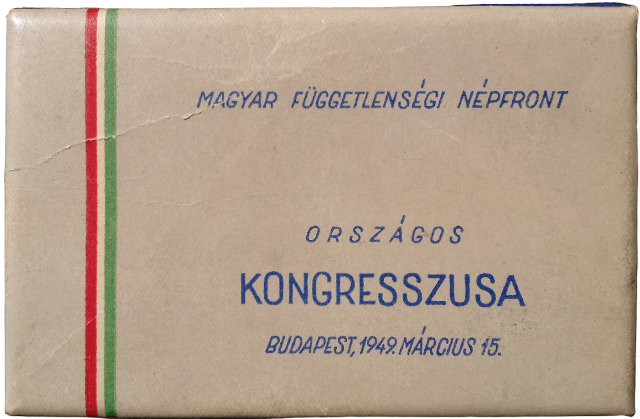 MAGYAR FÜGGETLENSÉGI NÉPFRONT
ORSZÁGOS
KONGRESSZUSA
BUDAPEST, 1949. MÁRCIUS 15.